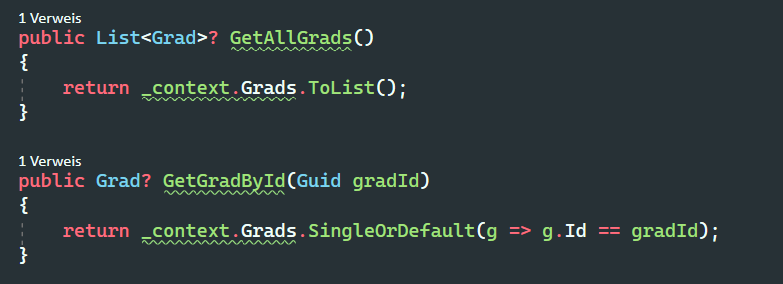 1 Verweis
public List<Grad>? GetAllGrads()
{
return _context.Grads.ToList();
}
1 Verweis
public Grad? GetGradById(Guid gradId)
{
return _context.Grads.SingleOrDefault(g => g.Id == gradId);
}